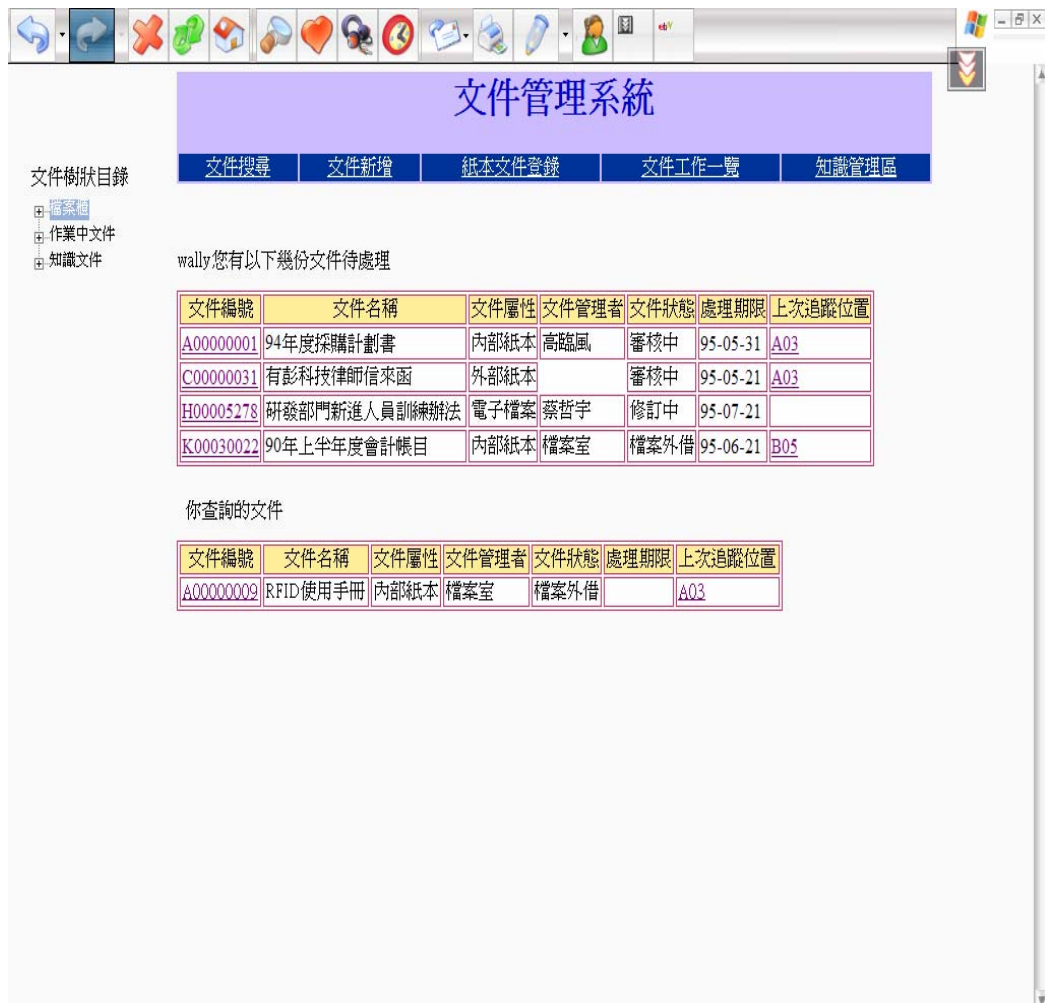 ebY
文件管理系統
文件搜尋 文件新增 紙本文件登錄 文件工作一覽 知識管理區
文件樹狀目錄
檔案櫃
作業中文件
知識文件
wally您有以下幾份文件待處理
文件編號 文件名稱 文件屬性 文件管理者 文件狀態 處理期限 上次追蹤位置
A00000001 94年度採購計劃書 內部紙本 高臨風 審核中 95-05-31 A03
C00000031 有彭科技律師信來函 外部紙本 審核中 95-05-21 A03
H00005278 研發部門新進人員訓練辦法 電子檔案 蔡哲宇 修訂中 95-07-21
K00030022 90年上半年度會計帳目 內部紙本 檔案室 檔案外借 95-06-21 B05
你查詢的文件
文件編號 文件名稱 文件屬性 文件管理者 文件狀態 處理期限 上次追蹤位置
A00000009 RFID使用手冊 內部紙本 檔案室 檔案外借 A03